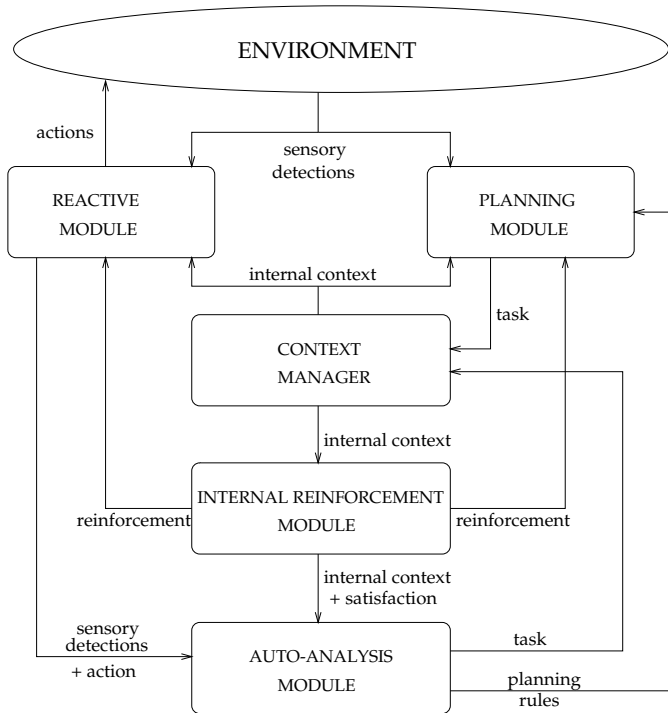 ENVIRONMENT
actions
sensory
detections
REACTIVE
MODULE
PLANNING
MODULE
internal context
task
CONTEXT
MANAGER
internal context
INTERNAL REINFORCEMENT
MODULE
reinforcement
reinforcement
internal context
+ satisfaction
sensory
detections
+ action
AUTO-ANALYSIS
MODULE
task
planning
rules